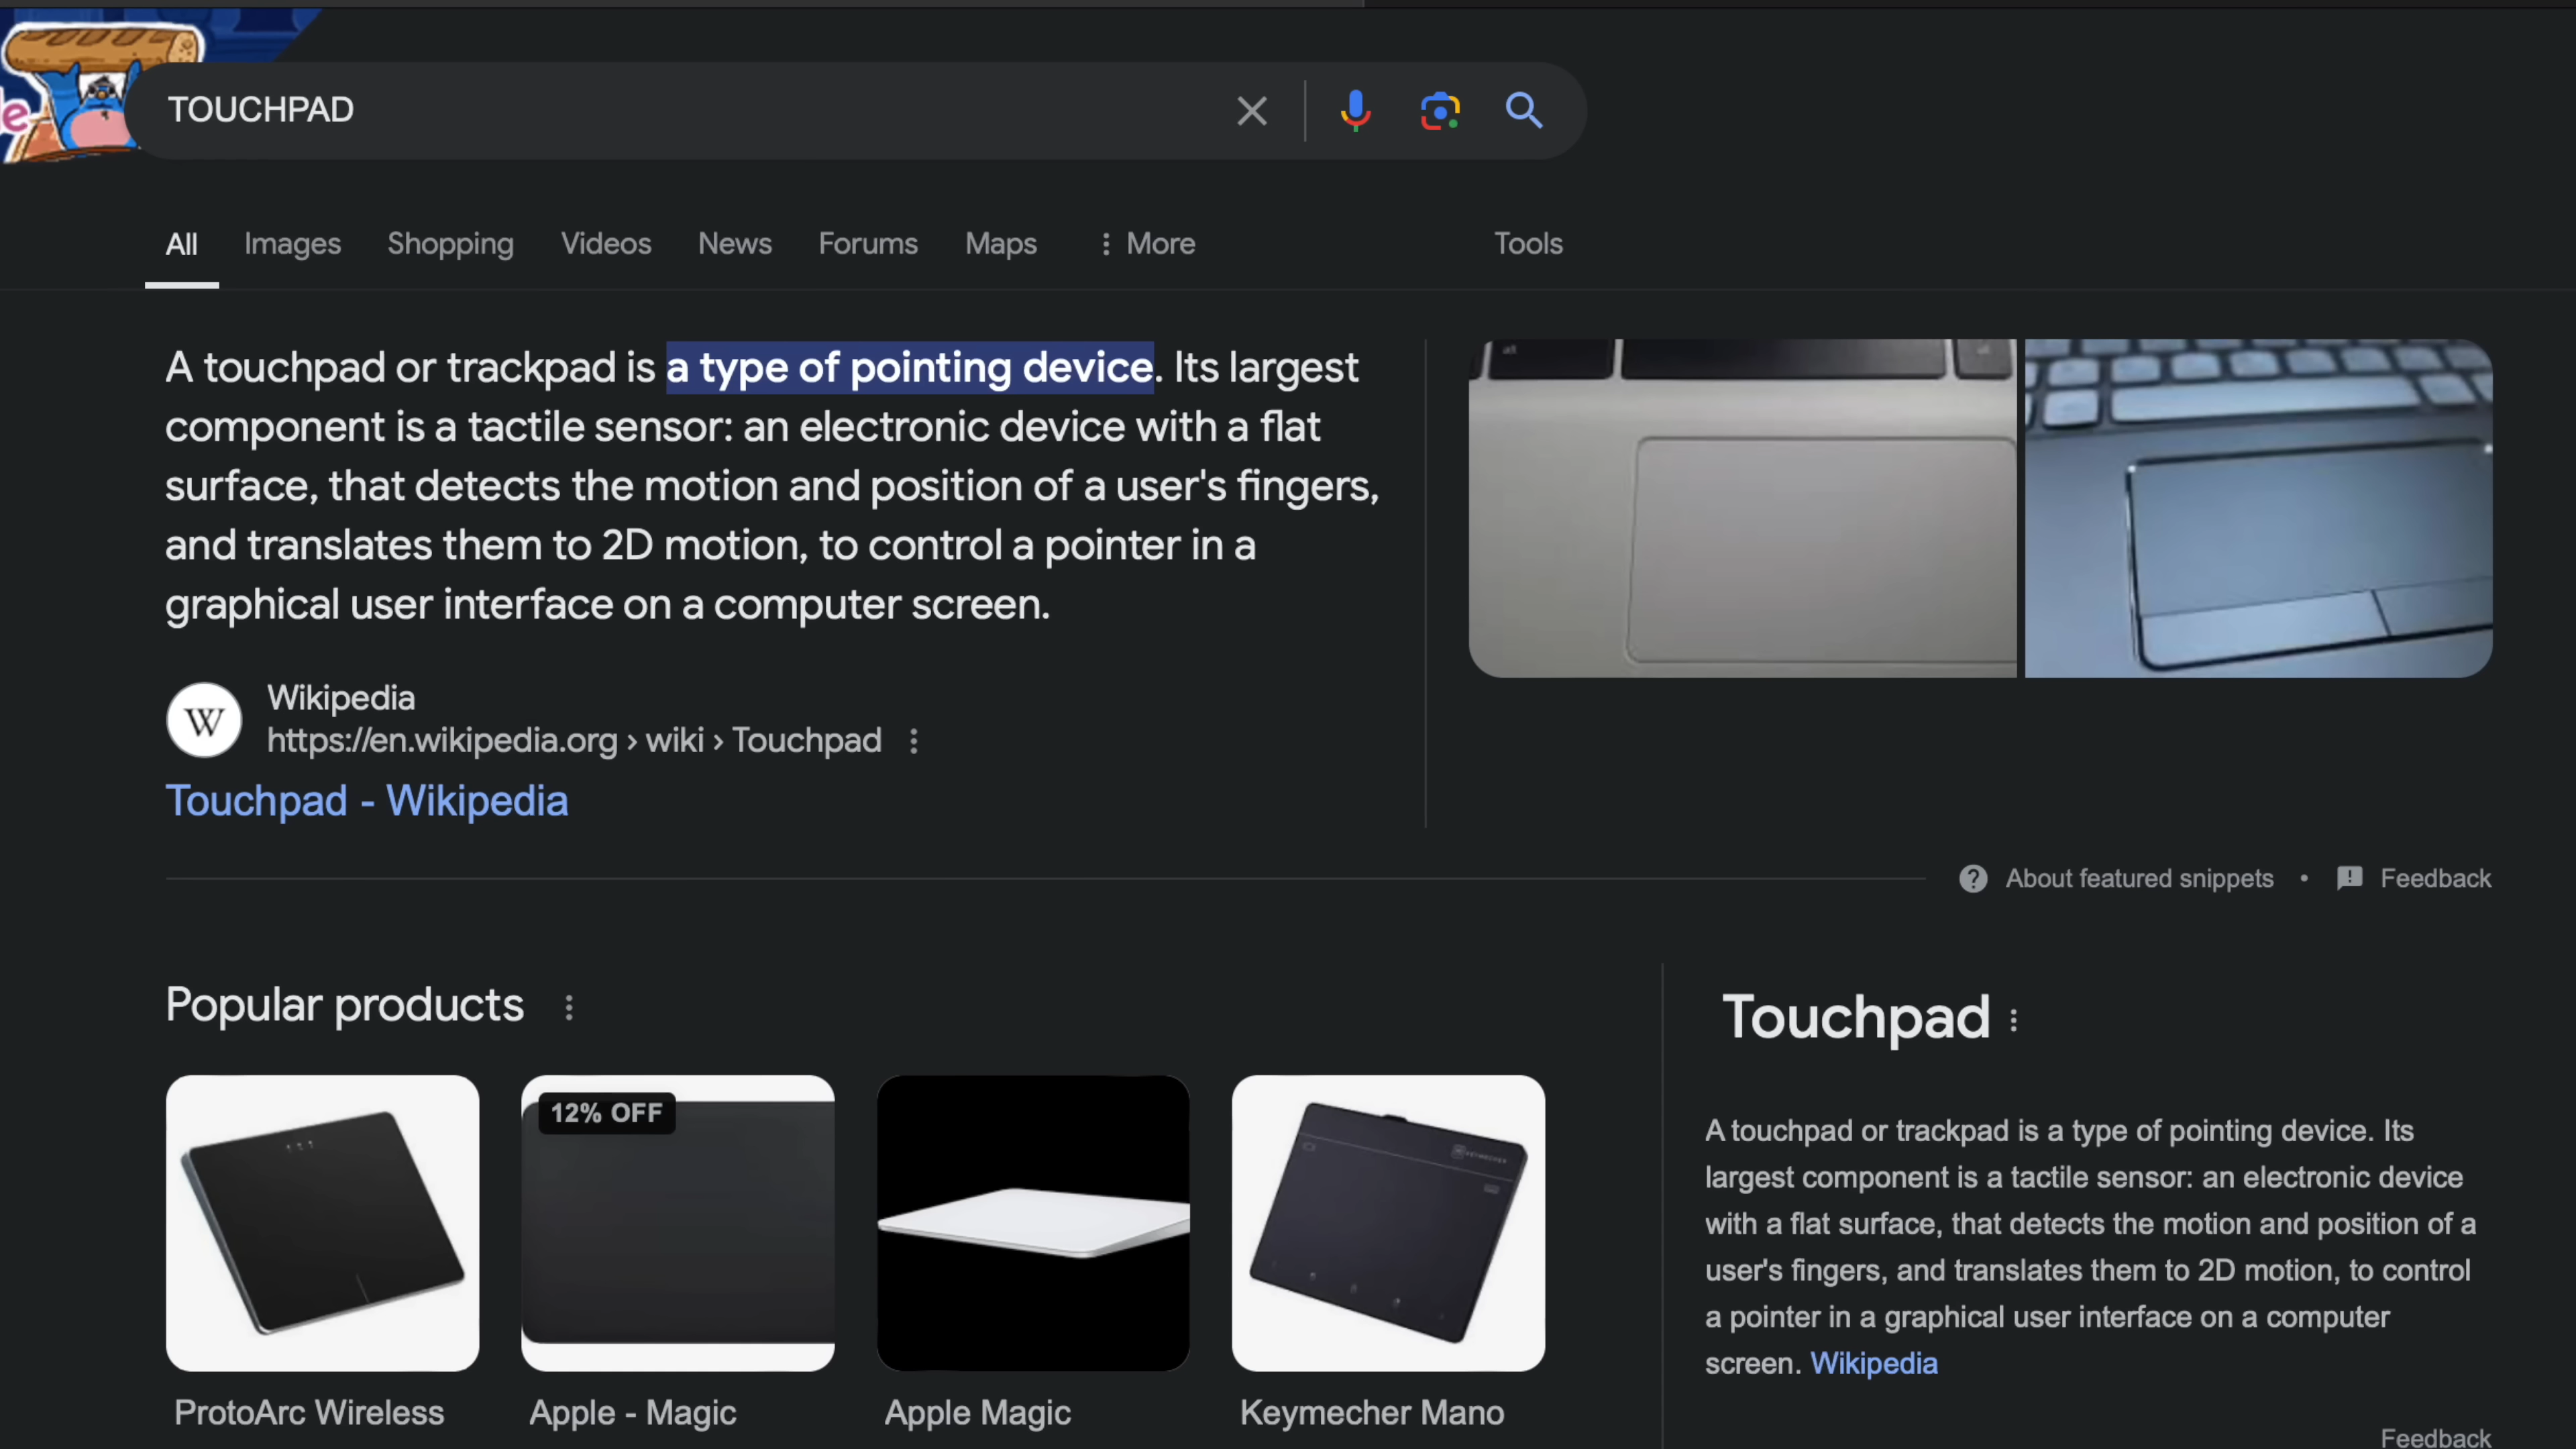 TOUCHPAD
All Images Shopping Videos News Forums Maps More Tools
A touchpad or trackpad is a type of pointing device. Its largest
component is a tactile sensor: an electronic device with a flat
surface, that detects the motion and position of a user's fingers,
and translates them to 2D motion, to control a pointer in a
graphical user interface on a computer screen.
W
Wikipedia
https://en.wikipedia.org › wiki › Touchpad
Touchpad - Wikipedia
About featured snippets • Feedback
Popular products
12% OFF
ProtoArc Wireless
Apple - Magic
Apple Magic
Keymecher Mano
Touchpad
A touchpad or trackpad is a type of pointing device. Its
largest component is a tactile sensor: an electronic device
with a flat surface, that detects the motion and position of a
user's fingers, and translates them to 2D motion, to control
a pointer in a graphical user interface on a computer
screen. Wikipedia
Feedback